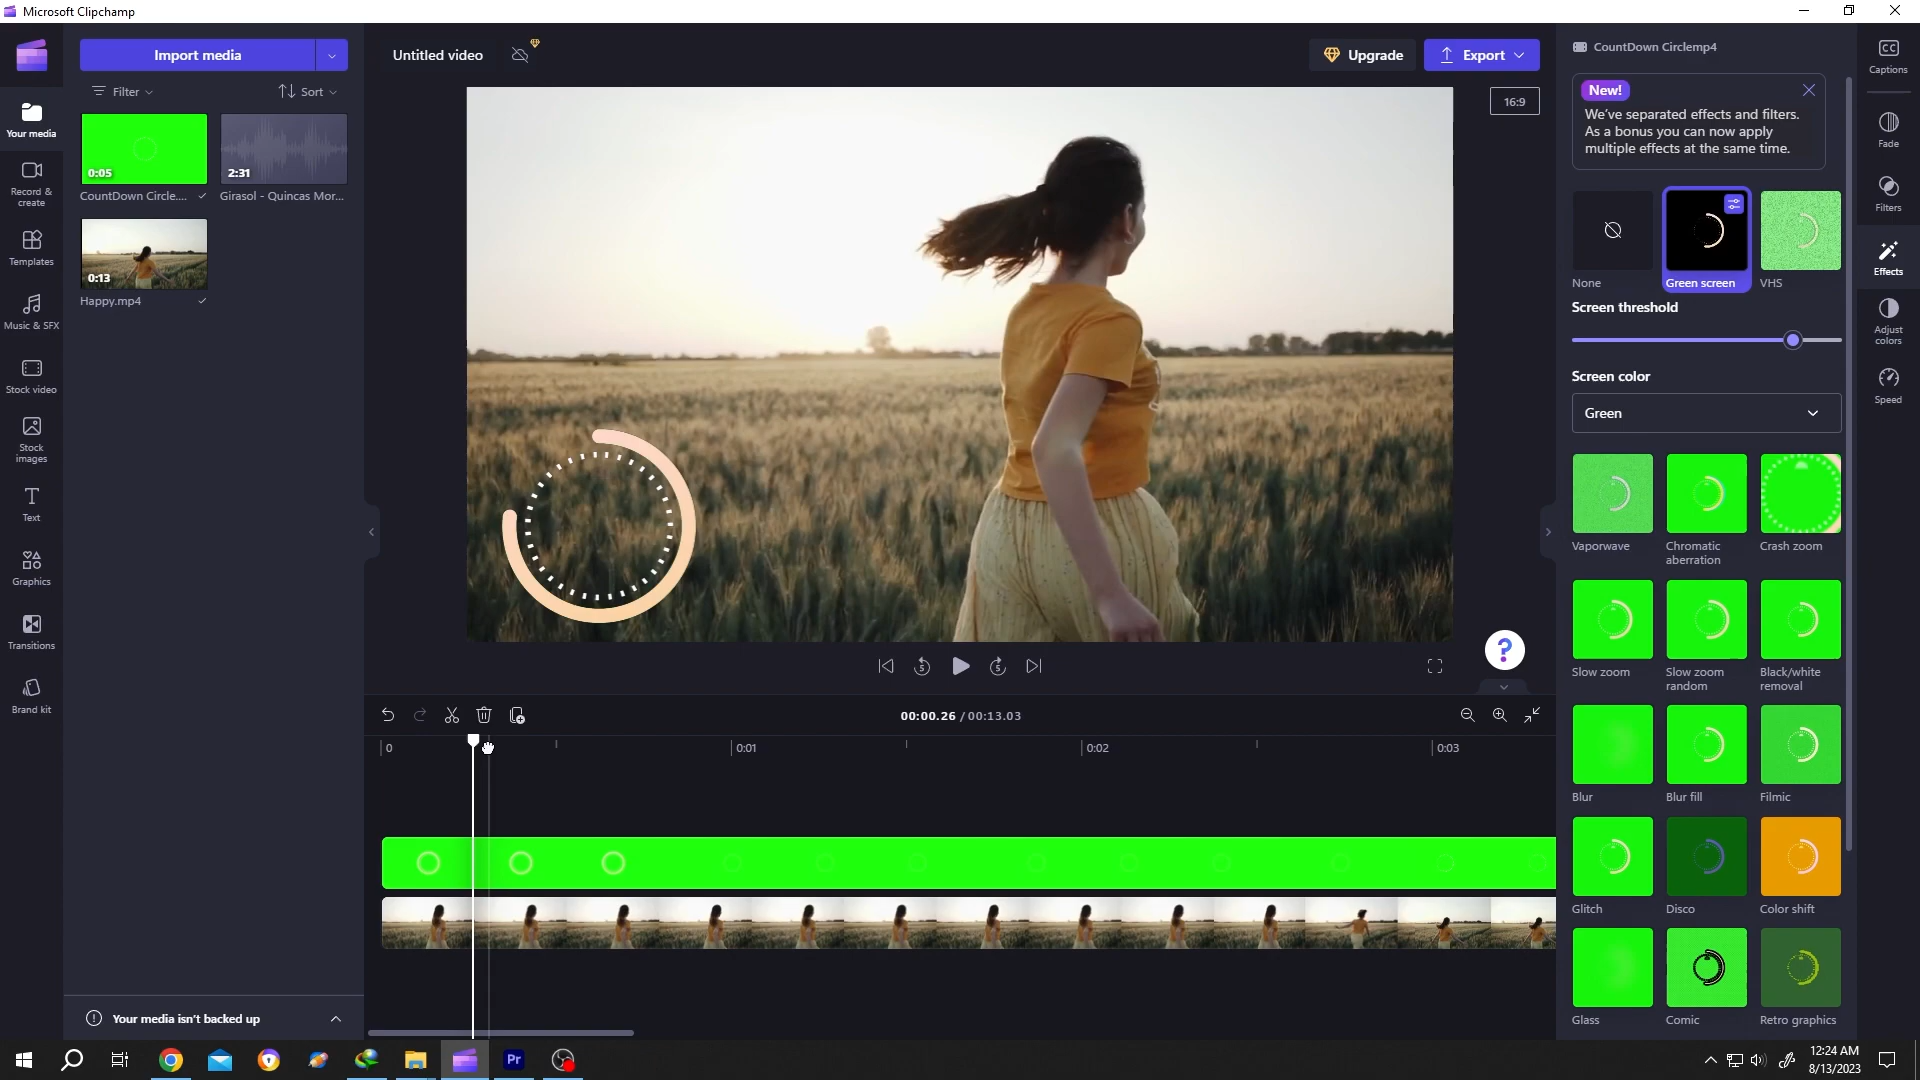 Microsoft Clipchamp
Import media
Filter
Sort
0:05
CountDown Circle....
2:31
Girasol - Quincas Mor...
0:13
Happy.mp4
Your media
Record &
create
Templates
Music & SFX
Stock video
Stock
images
Text
Graphics
Transitions
Brand kit
Your media isn't backed up
Untitled video
Upgrade
Export
16:9
5
5
?
00:00.26 / 00:13.03
0
0:01
0:02
0:03
CountDown Circlemp4
New!
We've separated effects and filters.
As a bonus you can now apply
multiple effects at the same time.
None
Green screen
VHS
Screen threshold
Screen color
Green
Vaporwave
Chromatic
aberration
Crash zoom
Slow zoom
Slow zoom
random
Black/white
removal
Blur
Blur fill
Filmic
Glitch
Disco
Color shift
Glass
Comic
Retro graphics
CC
Captions
Fade
Filters
Effects
Adjust
colors
Speed
Pr
12:24 AM
8/13/2023